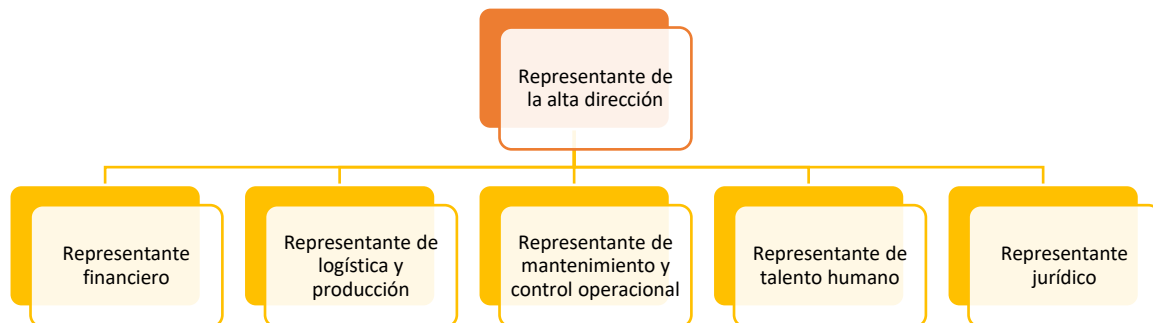 Representante de
la alta dirección
Representante
financiero
Representante de
logística y
producción
Representante de
mantenimiento y
control operacional
Representante de
talento humano
Representante
jurídico